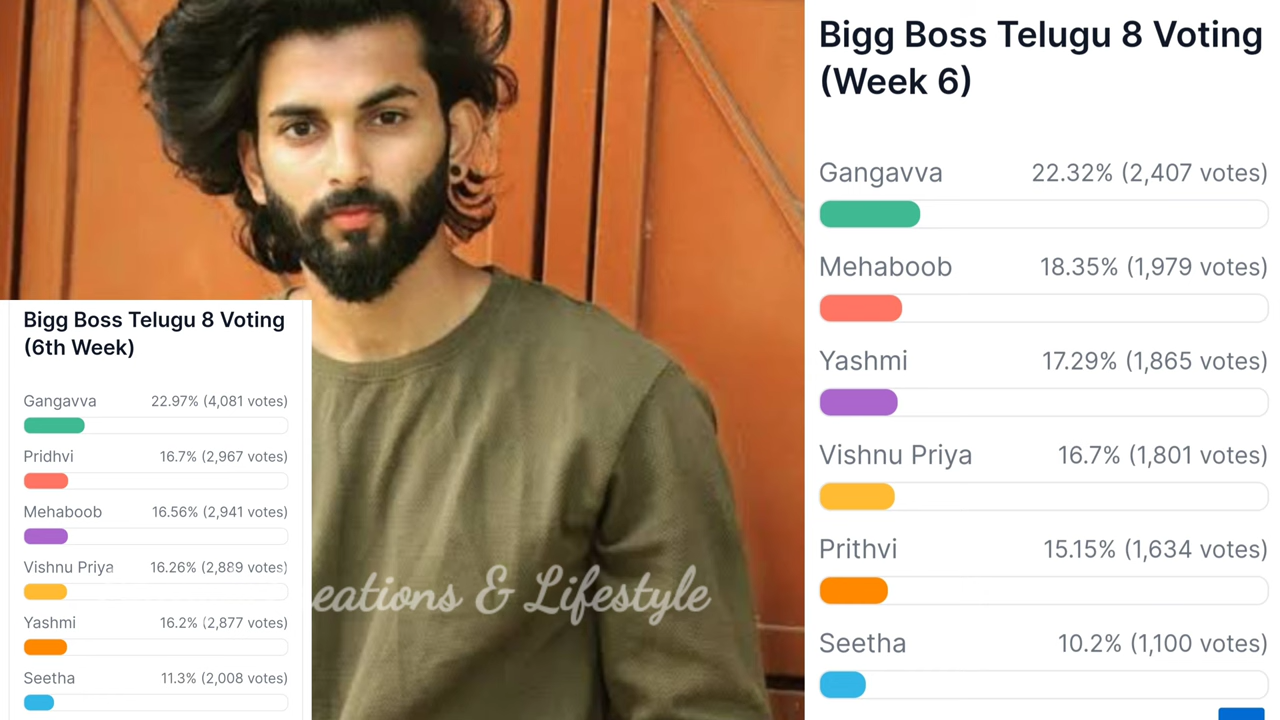 Bigg Boss Telugu 8 Voting
(6th Week)
Gangavva 22.97% (4,081 votes)
Pridhvi 16.7% (2,967 votes)
Mehaboob 16.56% (2,941 votes)
Vishnu Priya 16.26% (2,889 votes)
Yashmi 16.2% (2,877 votes)
Seetha 11.3% (2,008 votes)
eations & Lifestyle
Bigg Boss Telugu 8 Voting
(Week 6)
Gangavva 22.32% (2,407 votes)
Mehaboob 18.35% (1,979 votes)
Yashmi 17.29% (1,865 votes)
Vishnu Priya 16.7% (1,801 votes)
Prithvi 15.15% (1,634 votes)
Seetha 10.2% (1,100 votes)